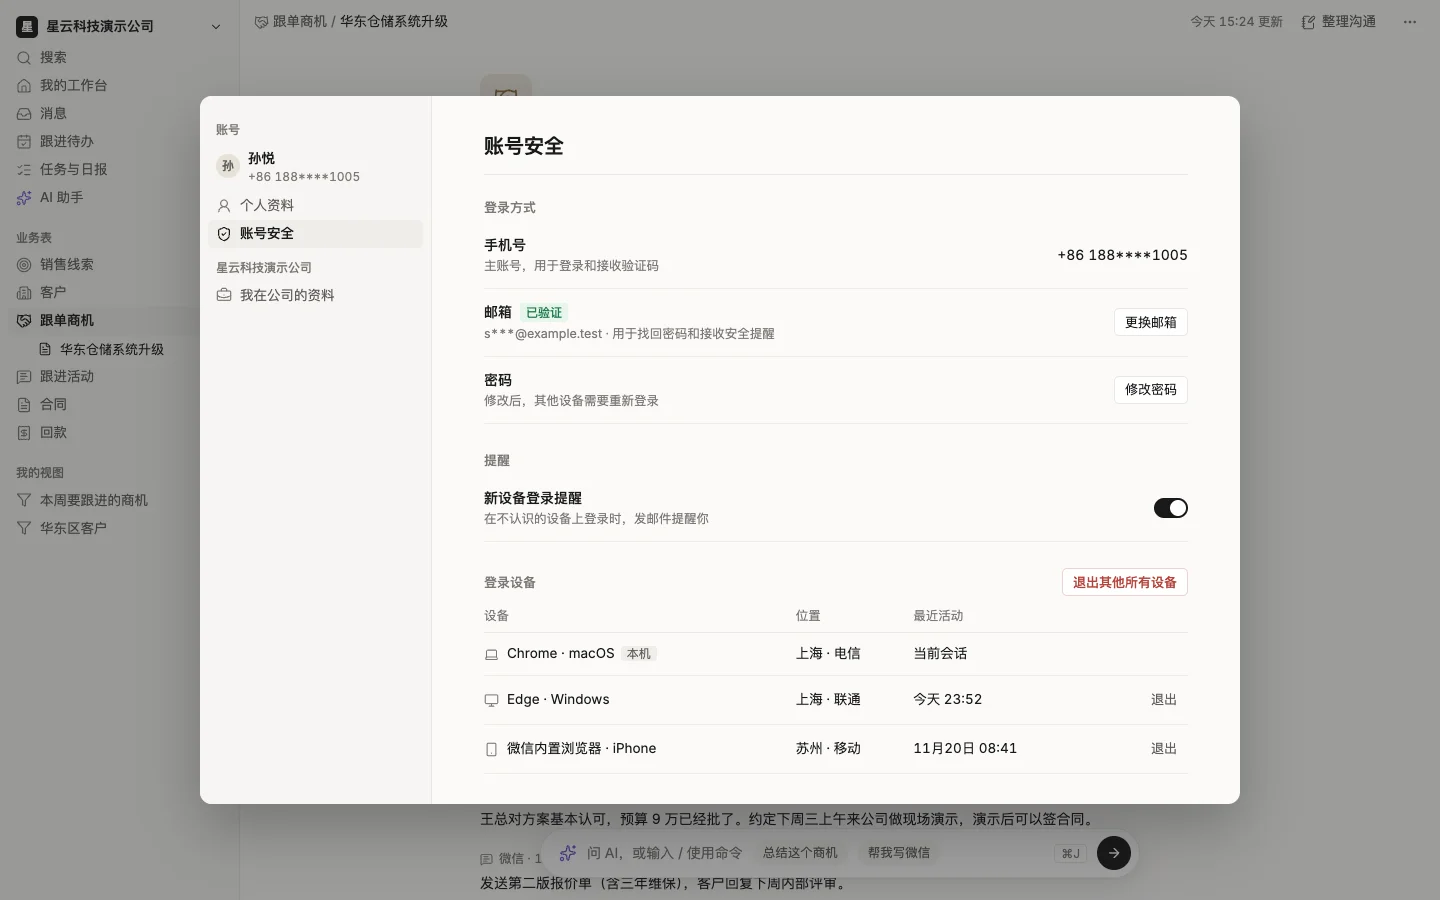 星 星云科技演示公司
搜索
我的工作台
消息
跟进待办
任务与日报
AI 助手
业务表
销售线索
客户
跟单商机
华东仓储系统升级
跟进活动
合同
回款
我的视图
本周要跟进的商机
华东区客户
跟单商机 / 华东仓储系统升级
今天 15:24 更新
整理沟通
账号
孙 孙悦
+86 188****1005
个人资料
账号安全
星云科技演示公司
我在公司的资料
账号安全
登录方式
手机号
主账号，用于登录和接收验证码
+86 188****1005
邮箱 已验证
s***@example.test · 用于找回密码和接收安全提醒
更换邮箱
密码
修改后，其他设备需要重新登录
修改密码
提醒
新设备登录提醒
在不认识的设备上登录时，发邮件提醒你
登录设备
退出其他所有设备
设备 位置 最近活动
Chrome · macOS 本机 上海 · 电信 当前会话
Edge · Windows 上海 · 联通 今天 23:52 退出
微信内置浏览器 · iPhone 苏州 · 移动 11月20日 08:41 退出
王总对方案基本认可，预算 9 万已经批了。约定下周三上午来公司做现场演示，演示后可以签合同。
微信 · 1
问 AI，或输入 / 使用命令 总结这个商机 帮我写微信 ⌘J
发送第二版报价单（含三年维保），客户回复下周内部评审。